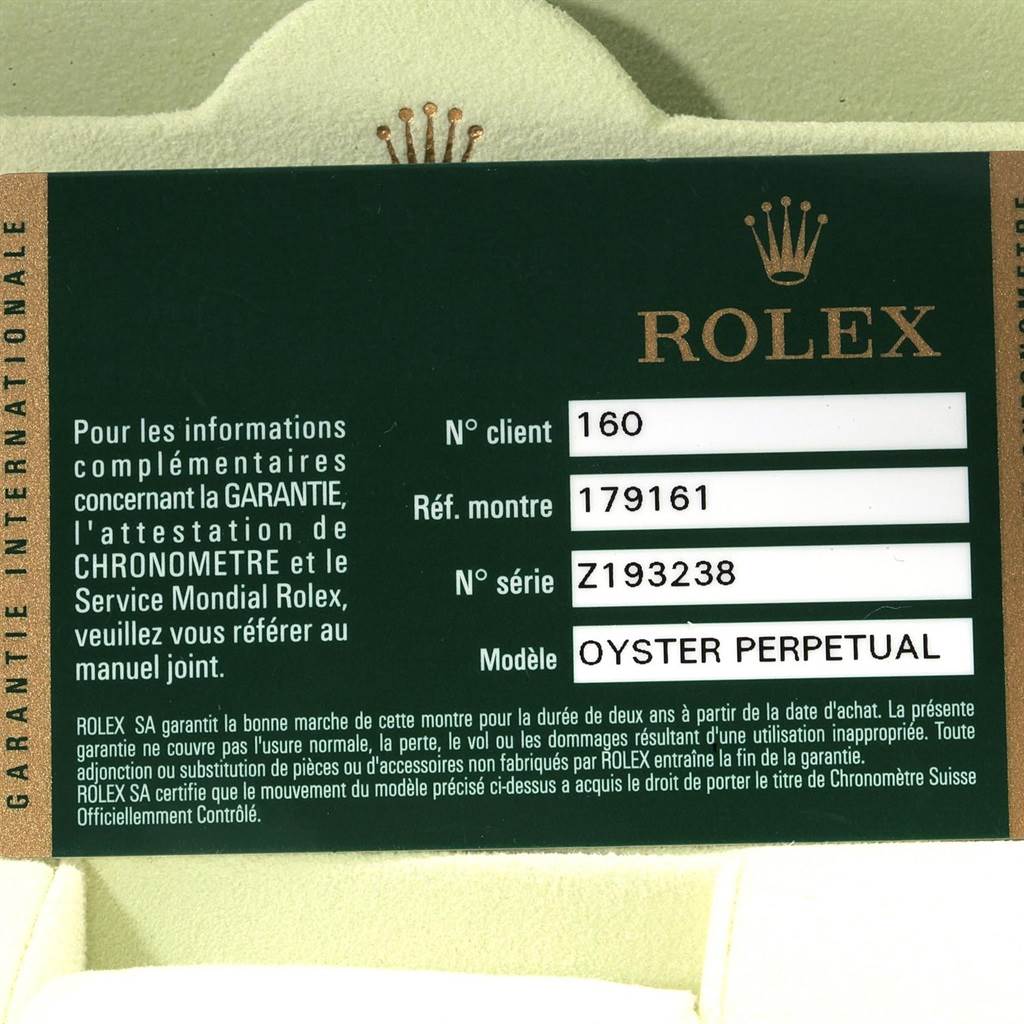 GARANTIE INTERNATIONALE
ROLEX
Pour les informations
complémentaires
concernant la GARANTIE,
l'attestation de
CHRONOMETRE et le
Service Mondial Rolex,
veuillez vous référer au
manuel joint.
N° client 160
Réf. montre 179161
N° série Z193238
Modèle OYSTER PERPETUAL
ROLEX SA garantit la bonne marche de cette montre pour la durée de deux ans à partir de la date d'achat. La présente
garantie ne couvre pas l'usure normale, la perte, le vol ou les dommages résultant d'une utilisation inappropriée. Toute
adjonction ou substitution de pièces ou d'accessoires non fabriqués par ROLEX entraîne la fin de la garantie.
ROLEX SA certifie que le mouvement du modèle précisé ci-dessus a acquis le droit de porter le titre de Chronomètre Suisse
Officiellemment Contrôlé.